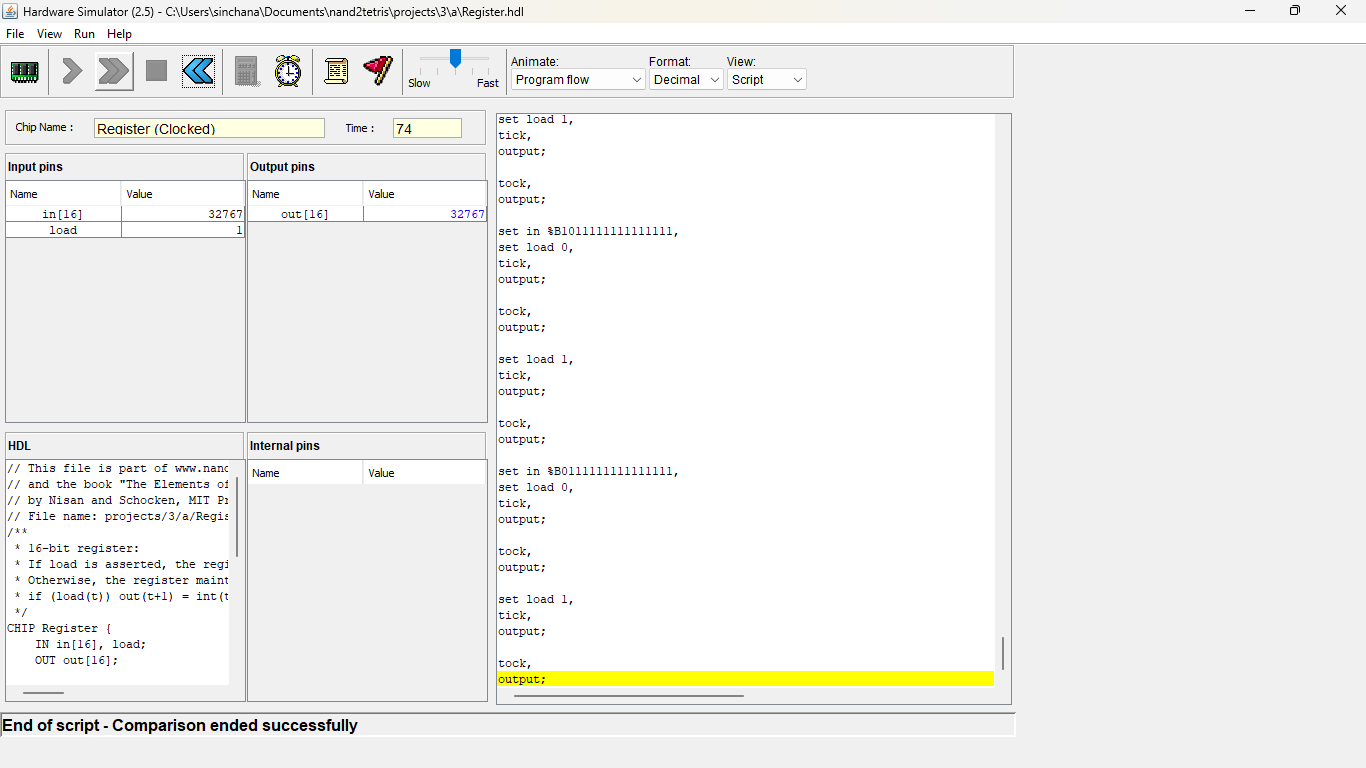 Hardware Simulator (2.5) - C:\Users\sinchana\Documents\nand2tetris\projects\3\a\Register.hdl
File View Run Help
Slow Fast
Animate: Format: View:
Program flow Decimal Script
Chip Name : Register (Clocked) Time : 74
Input pins
Name Value
in[16] 32767
load 1
Output pins
Name Value
out[16] 32767
HDL
// This file is part of www.nand
// and the book "The Elements of
// by Nisan and Schocken, MIT Pr
// File name: projects/3/a/Regis
/**
* 16-bit register:
* If load is asserted, the regi
* Otherwise, the register maint
* if (load(t)) out(t+1) = int(t
*/
CHIP Register {
IN in[16], load;
OUT out[16];
Internal pins
Name Value
set load 1,
tick,
output;
tock,
output;
set in %B1011111111111111,
set load 0,
tick,
output;
tock,
output;
set load 1,
tick,
output;
tock,
output;
set in %B0111111111111111,
set load 0,
tick,
output;
tock,
output;
set load 1,
tick,
output;
tock,
output;
End of script - Comparison ended successfully